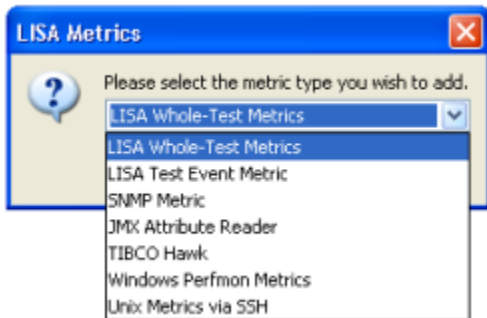 LISA Metrics
Please select the metric type you wish to add.
LISA Whole-Test Metrics
LISA Whole-Test Metrics
LISA Test Event Metric
SNMP Metric
JMX Attribute Reader
TIBCO Hawk
Windows Perfmon Metrics
Unix Metrics via SSH